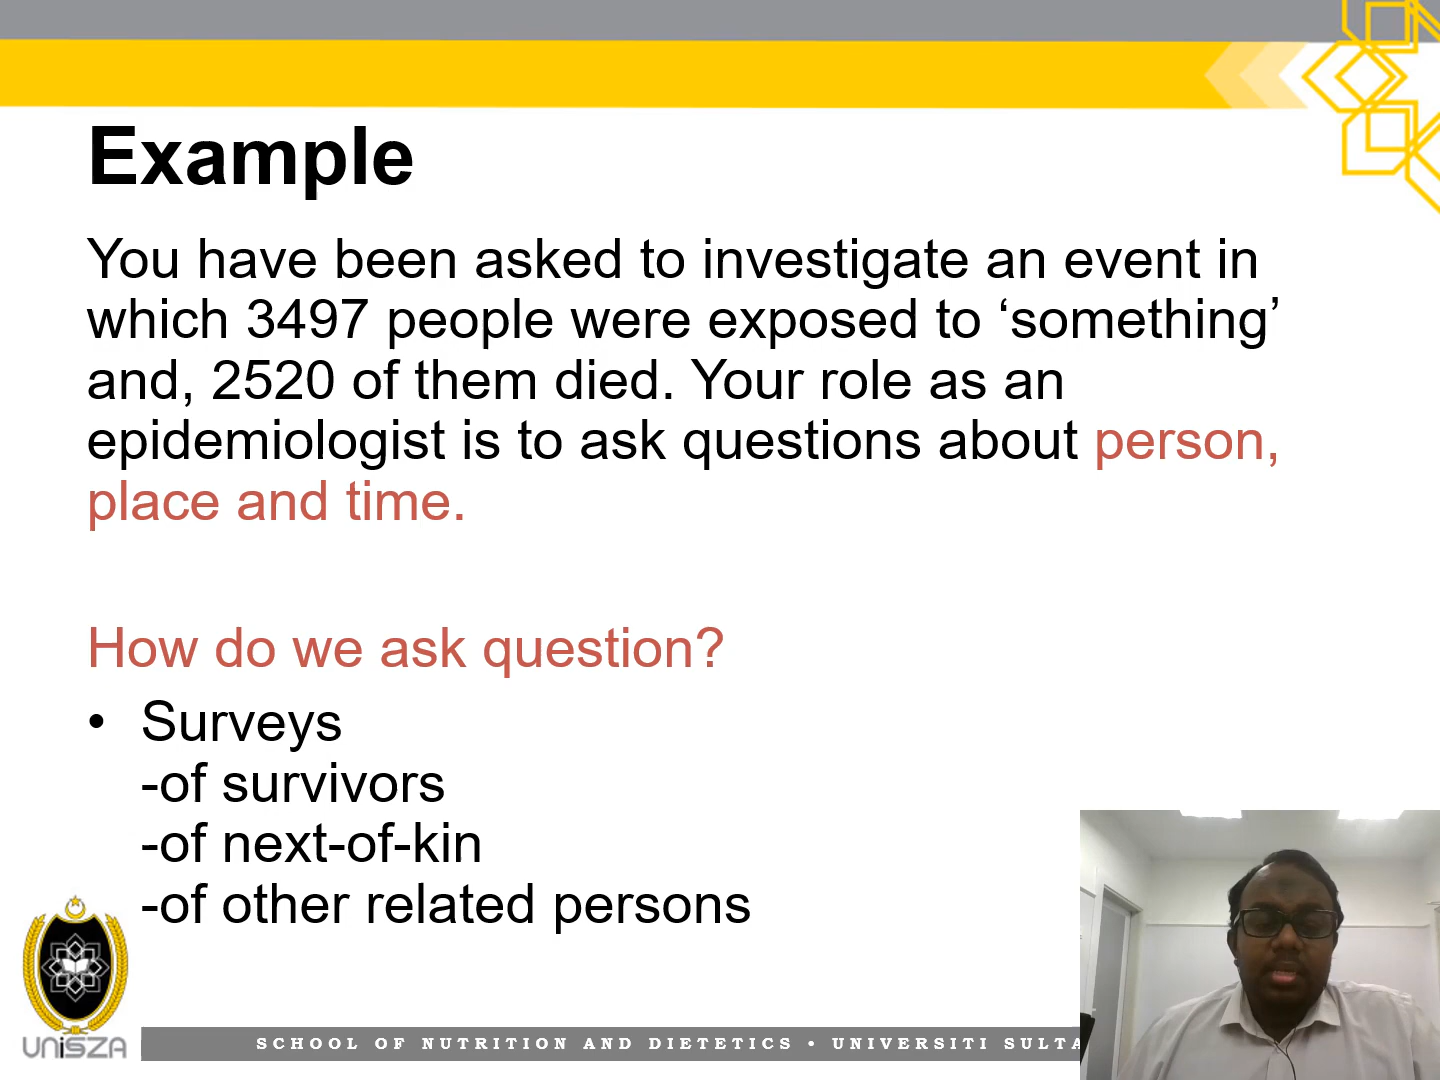 Example
You have been asked to investigate an event in
which 3497 people were exposed to ‘something’
and, 2520 of them died. Your role as an
epidemiologist is to ask questions about person,
place and time.
How do we ask question?
• Surveys
-of survivors
-of next-of-kin
-of other related persons
UNISZA
SCHOOL OF NUTRITION AND DIETETICS • UNIVERSITI SULTA